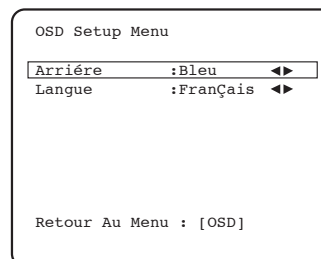 OSD Setup Menu
Arriére :Bleu ◄►
Langue :FranÇais ◄►
Retour Au Menu : [OSD]